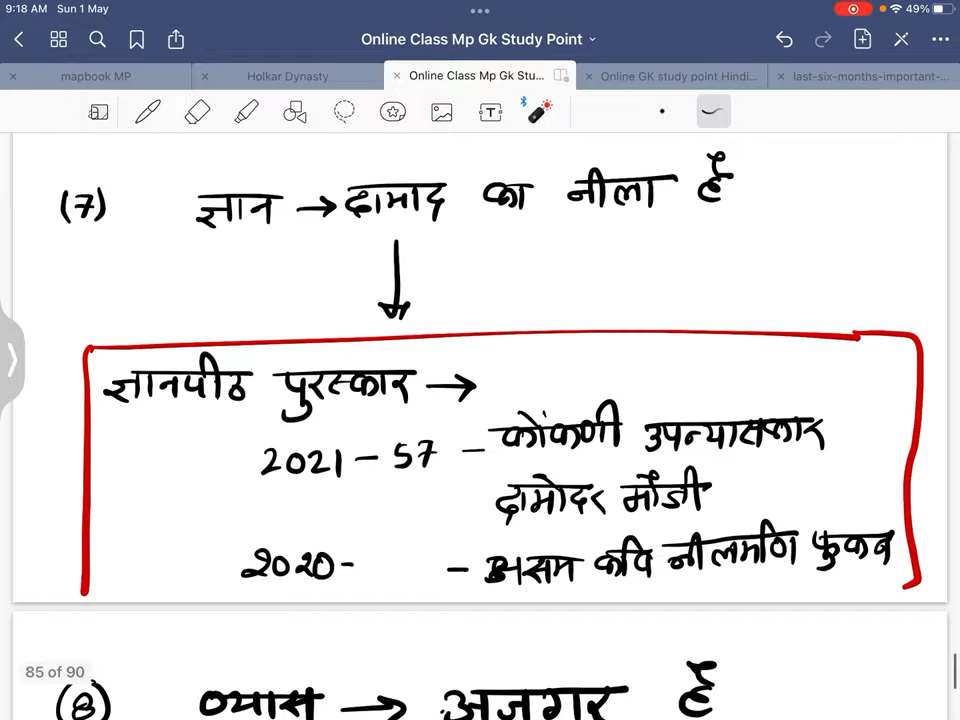 9:18 AM Sun 1 May
49%
Online Class Mp Gk Study Point
mapbook MP
Holkar Dynasty
Online Class Mp Gk Stu...
Online GK study point Hindi...
last-six-months-important-...
T
(7) ज्ञान → दामाद का नीला है
ज्ञानपीठ पुरस्कार →
2021 - 57 - कोंकणी उपन्यासकार
दामोदर मौजी
2020 - - असम कवि नीलमणि फुकन
85 of 90
(8) व्यास → अजगर है